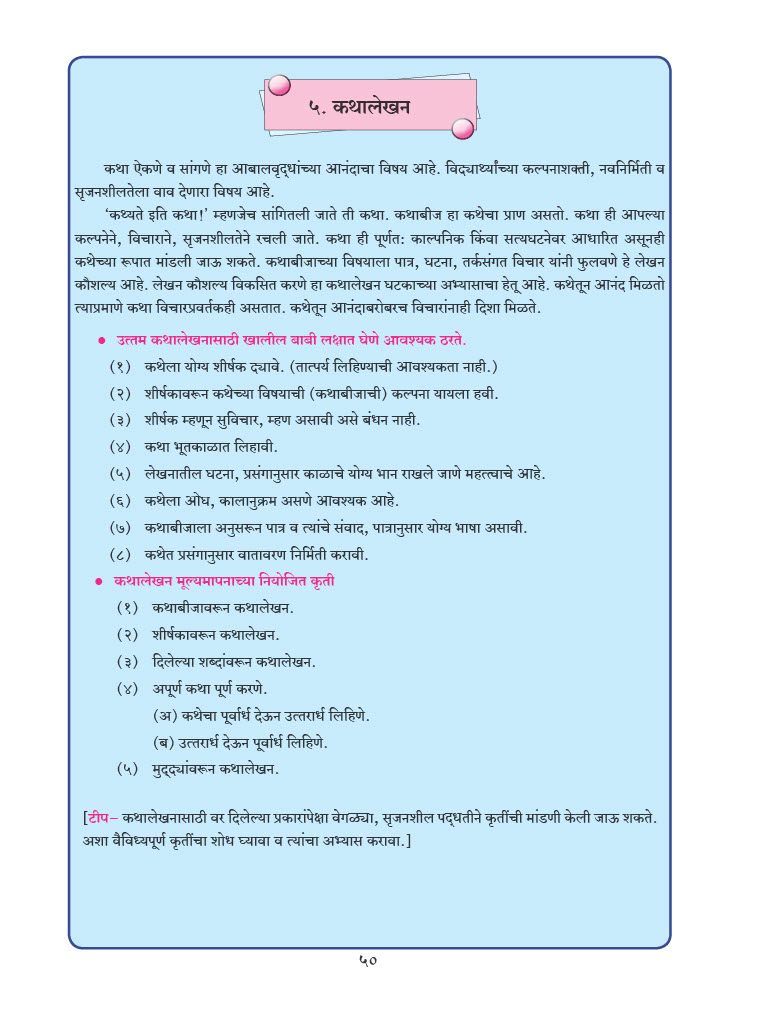 ५. कथालेखन
कथा ऐकणे व सांगणे हा आबालवृद्धांच्या आनंदाचा विषय आहे. विद्यार्थ्यांच्या कल्पनाशक्ती, नवनिर्मिती व
सृजनशीलतेला वाव देणारा विषय आहे.
‘कथ्यते इति कथा!’ म्हणजेच सांगितली जाते ती कथा. कथाबीज हा कथेचा प्राण असतो. कथा ही आपल्या
कल्पनेने, विचाराने, सृजनशीलतेने रचली जाते. कथा ही पूर्णत: काल्पनिक किंवा सत्यघटनेवर आधारित असूनही
कथेच्या रूपात मांडली जाऊ शकते. कथाबीजाच्या विषयाला पात्र, घटना, तर्कसंगत विचार यांनी फुलवणे हे लेखन
कौशल्य आहे. लेखन कौशल्य विकसित करणे हा कथालेखन घटकाच्या अभ्यासाचा हेतू आहे. कथेतून आनंद मिळतो
त्याप्रमाणे कथा विचारप्रवर्तकही असतात. कथेतून आनंदाबरोबरच विचारांनाही दिशा मिळते.
● उत्तम कथालेखनासाठी खालील बाबी लक्षात घेणे आवश्यक ठरते.
(१) कथेला योग्य शीर्षक द्यावे. (तात्पर्य लिहिण्याची आवश्यकता नाही.)
(२) शीर्षकावरून कथेच्या विषयाची (कथाबीजाची) कल्पना यायला हवी.
(३) शीर्षक म्हणून सुविचार, म्हण असावी असे बंधन नाही.
(४) कथा भूतकाळात लिहावी.
(५) लेखनातील घटना, प्रसंगानुसार काळाचे योग्य भान राखले जाणे महत्त्वाचे आहे.
(६) कथेला ओघ, कालानुक्रम असणे आवश्यक आहे.
(७) कथाबीजाला अनुसरून पात्र व त्यांचे संवाद, पात्रानुसार योग्य भाषा असावी.
(८) कथेत प्रसंगानुसार वातावरण निर्मिती करावी.
● कथालेखन मूल्यमापनाच्या नियोजित कृती
(१) कथाबीजावरून कथालेखन.
(२) शीर्षकावरून कथालेखन.
(३) दिलेल्या शब्दांवरून कथालेखन.
(४) अपूर्ण कथा पूर्ण करणे.
(अ) कथेचा पूर्वार्ध देऊन उत्तरार्ध लिहिणे.
(ब) उत्तरार्ध देऊन पूर्वार्ध लिहिणे.
(५) मुद्द्यांवरून कथालेखन.
[टीप– कथालेखनासाठी वर दिलेल्या प्रकारांपेक्षा वेगळ्या, सृजनशील पद्धतीने कृतींची मांडणी केली जाऊ शकते.
अशा वैविध्यपूर्ण कृतींचा शोध घ्यावा व त्यांचा अभ्यास करावा.]
५०